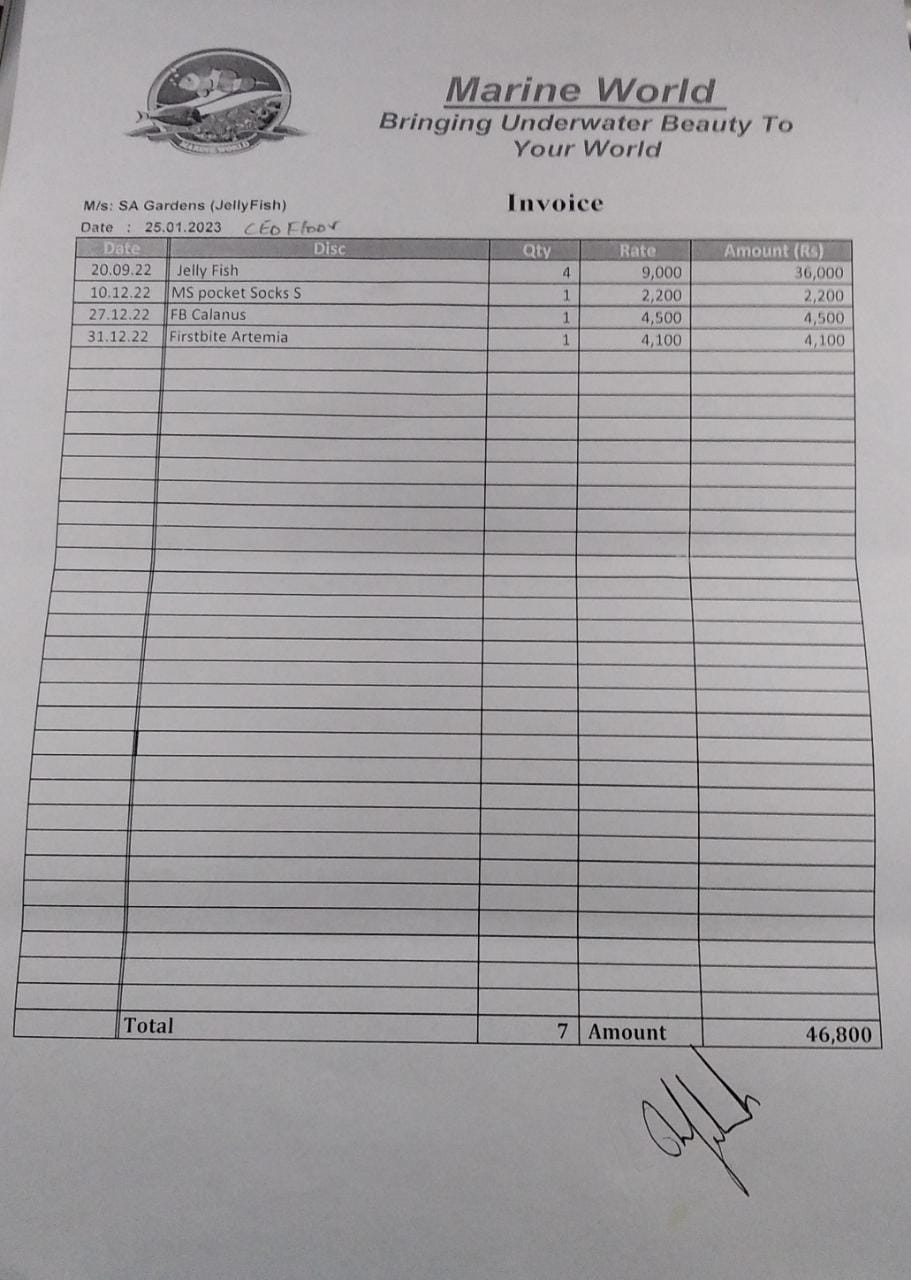 MARINE WORLD
Marine World
Bringing Underwater Beauty To
Your World
M/s: SA Gardens (JellyFish)
Invoice
Date : 25.01.2023 CEO Floor
Date Disc Qty Rate Amount (Rs)
20.09.22 Jelly Fish 4 9,000 36,000
10.12.22 MS pocket Socks S 1 2,200 2,200
27.12.22 FB Calanus 1 4,500 4,500
31.12.22 Firstbite Artemia 1 4,100 4,100
Total 7 Amount 46,800